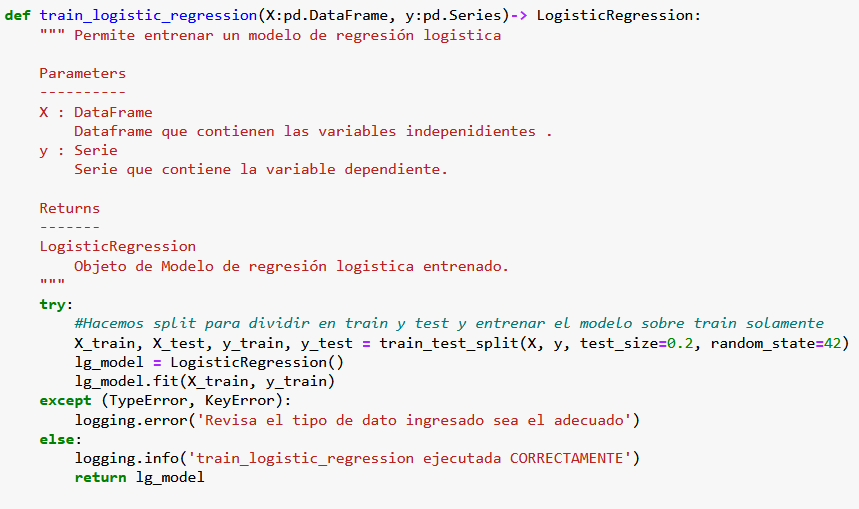 def train_logistic_regression(X:pd.DataFrame, y:pd.Series)-> LogisticRegression:
    """ Permite entrenar un modelo de regresión logistica

    Parameters
    ----------
    X : DataFrame
        Dataframe que contienen las variables indepenidientes .
    y : Serie
        Serie que contiene la variable dependiente.

    Returns
    -------
    LogisticRegression
        Objeto de Modelo de regresión logistica entrenado.
    """
    try:
        #Hacemos split para dividir en train y test y entrenar el modelo sobre train solamente
        X_train, X_test, y_train, y_test = train_test_split(X, y, test_size=0.2, random_state=42)
        lg_model = LogisticRegression()
        lg_model.fit(X_train, y_train)
    except (TypeError, KeyError):
        logging.error('Revisa el tipo de dato ingresado sea el adecuado')
    else:
        logging.info('train_logistic_regression ejecutada CORRECTAMENTE')
        return lg_model